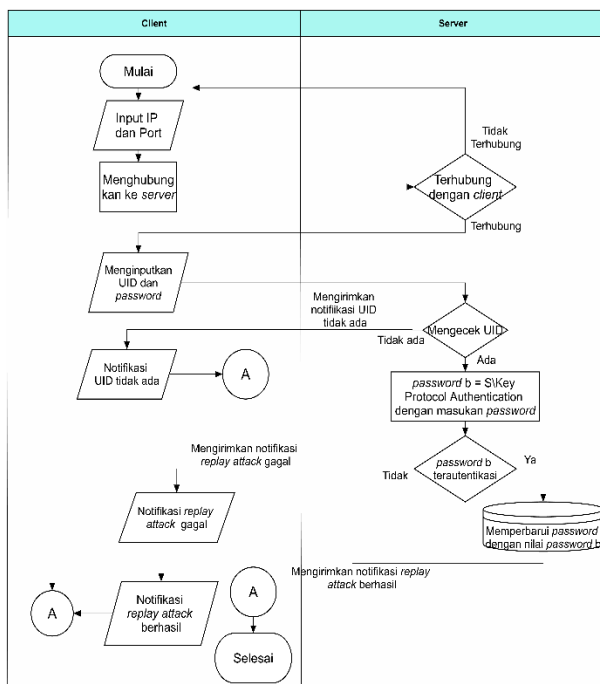 Client
Server
Mulai
Input IP
dan Port
Menghubung
kan ke server
Tidak
Terhubung
Terhubung
dengan client
Terhubung
Menginputkan
UID dan
password
Mengirimkan
notifiikasi UID
tidak ada
Mengecek UID
Tidak ada
Ada
Notifikasi
UID tidak ada
A
password b = S\Key
Protocol Authentication
dengan masukan password
Mengirimkan notifikasi
replay attack gagal
password b
terautentikasi
Tidak
Ya
Notifikasi replay
attack gagal
Memperbarui password
dengan nilai password b
Mengirimkan notifikasi replay
attack berhasil
A
Notifikasi
replay attack
berhasil
A
Selesai